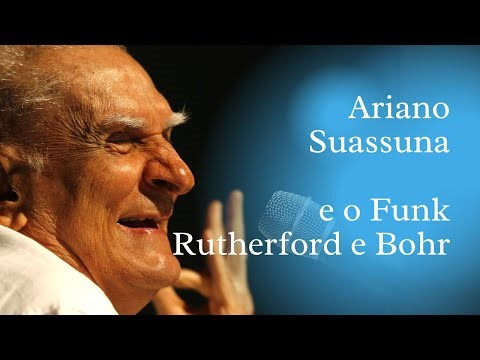 Ariano
Suassuna
e o Funk
Rutherford e Bohr